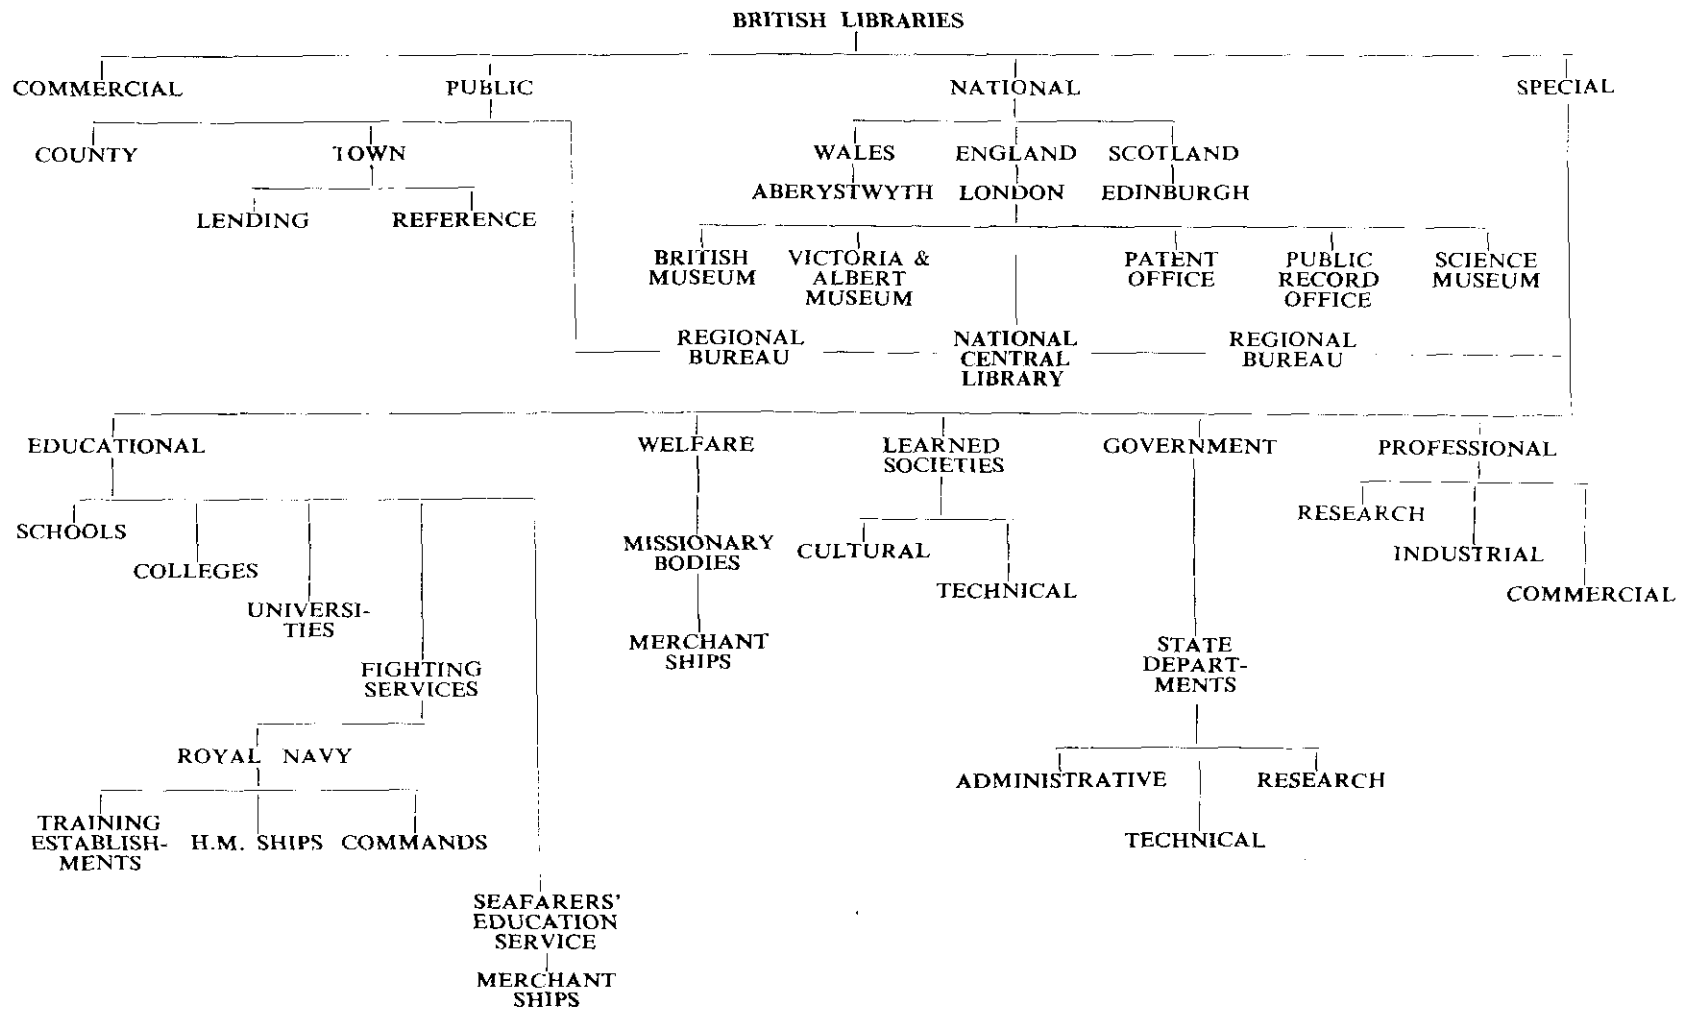 BRITISH LIBRARIES
COMMERCIAL
PUBLIC
NATIONAL
SPECIAL
COUNTY
TOWN
WALES
ENGLAND
SCOTLAND
ABERYSTWYTH
LONDON
EDINBURGH
LENDING
REFERENCE
BRITISH
MUSEUM
VICTORIA &
ALBERT
MUSEUM
PATENT
OFFICE
PUBLIC
RECORD
OFFICE
SCIENCE
MUSEUM
REGIONAL
BUREAU
NATIONAL
CENTRAL
LIBRARY
REGIONAL
BUREAU
EDUCATIONAL
WELFARE
LEARNED
SOCIETIES
GOVERNMENT
PROFESSIONAL
SCHOOLS
COLLEGES
UNIVERSI-
TIES
FIGHTING
SERVICES
MISSIONARY
BODIES
MERCHANT
SHIPS
CULTURAL
TECHNICAL
STATE
DEPART-
MENTS
RESEARCH
INDUSTRIAL
COMMERCIAL
ROYAL NAVY
TRAINING
ESTABLISH-
MENTS
H.M. SHIPS
COMMANDS
ADMINISTRATIVE
RESEARCH
TECHNICAL
SEAFARERS'
EDUCATION
SERVICE
MERCHANT
SHIPS